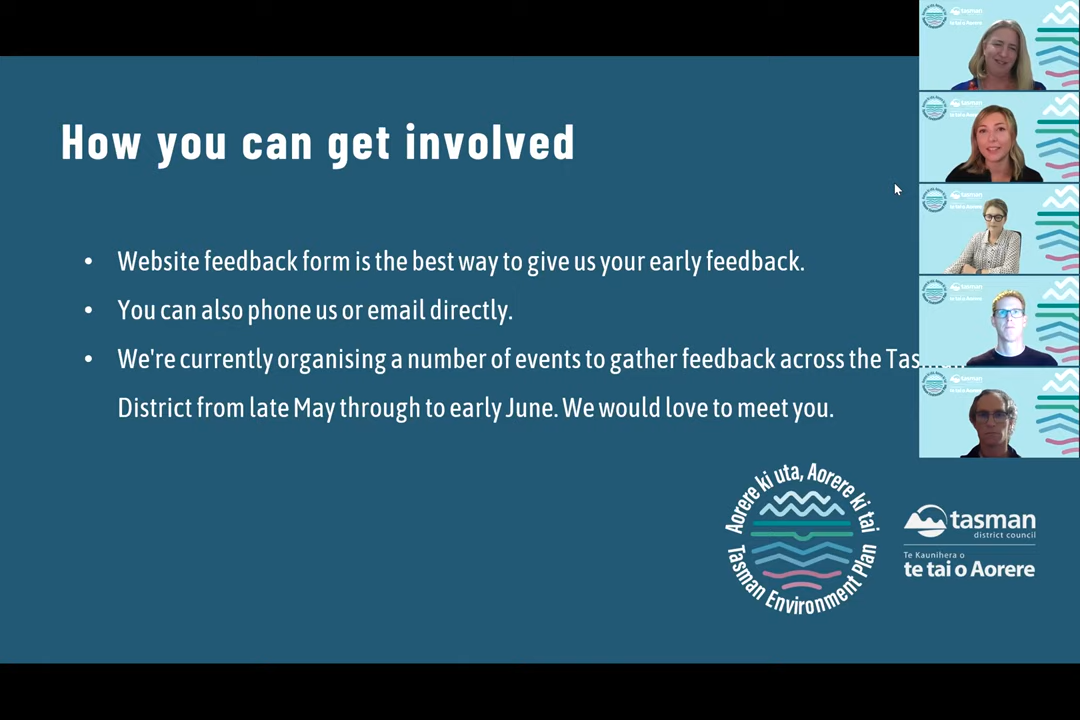 How you can get involved
• Website feedback form is the best way to give us your early feedback.
• You can also phone us or email directly.
• We're currently organising a number of events to gather feedback across the Tasman
District from late May through to early June. We would love to meet you.
Aorere ki uta, Aorere ki tai
Tasman Environment Plan
tasman
district council
Te Kaunihera o
te tai o Aorere